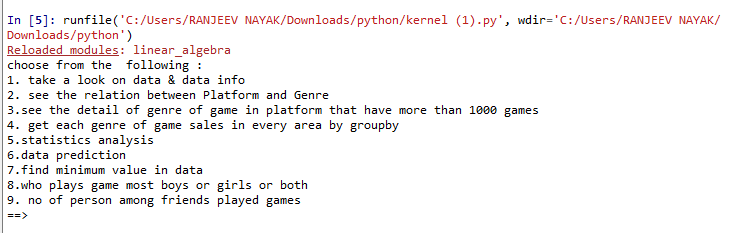 In [5]: runfile('C:/Users/RANJEEV NAYAK/Downloads/python/kernel (1).py', wdir='C:/Users/RANJEEV NAYAK/
Downloads/python')
Reloaded modules: linear_algebra
choose from the  following :
1. take a look on data & data info
2. see the relation between Platform and Genre
3.see the detail of genre of game in platform that have more than 1000 games
4. get each genre of game sales in every area by groupby
5.statistics analysis
6.data prediction
7.find minimum value in data
8.who plays game most boys or girls or both
9. no of person among friends played games
==>